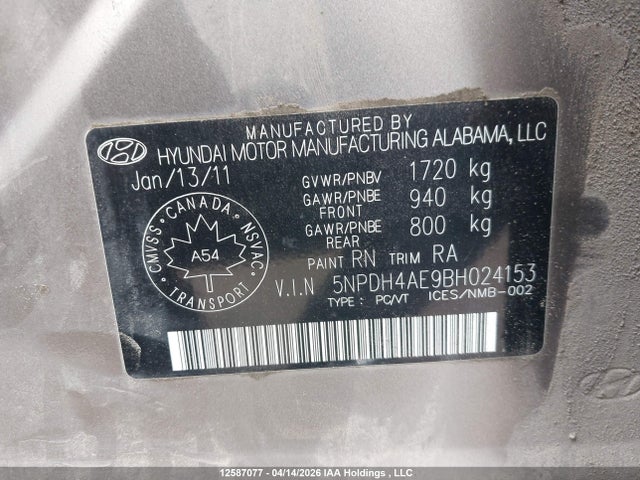 MANUFACTURED BY
HYUNDAI MOTOR MANUFACTURING ALABAMA, LLC
Jan/13/11
GVWR/PNBV 1720 kg
GAWR/PNBE FRONT 940 kg
GAWR/PNBE REAR 800 kg
PAINT RN TRIM RA
CANADA
CMVSS NSVAC
A54
TRANSPORT
V.I.N 5NPDH4AE9BH024153
TYPE : PC/VT ICES/NMB-002
12587077 - 04/14/2026 IAA Holdings , LLC